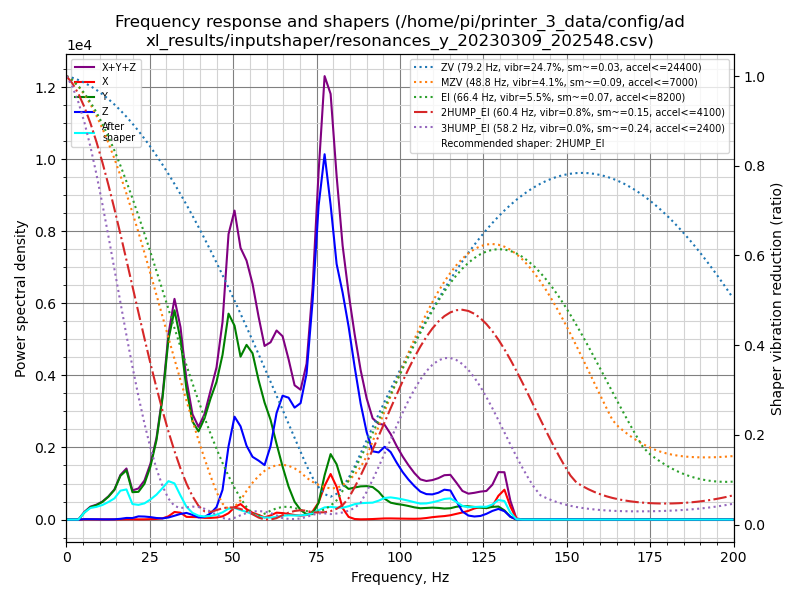 Frequency response and shapers (/home/pi/printer_3_data/config/ad
xl_results/inputshaper/resonances_y_20230309_202548.csv)
1e4
X+Y+Z
X
Y
Z
After
shaper
ZV (79.2 Hz, vibr=24.7%, sm~=0.03, accel<=24400)
MZV (48.8 Hz, vibr=4.1%, sm~=0.09, accel<=7000)
EI (66.4 Hz, vibr=5.5%, sm~=0.07, accel<=8200)
2HUMP_EI (60.4 Hz, vibr=0.8%, sm~=0.15, accel<=4100)
3HUMP_EI (58.2 Hz, vibr=0.0%, sm~=0.24, accel<=2400)
Recommended shaper: 2HUMP_EI
Power spectral density
1.2
1.0
0.8
0.6
0.4
0.2
0.0
1.0
0.8
0.6
0.4
0.2
0.0
Shaper vibration reduction (ratio)
0 25 50 75 100 125 150 175 200
Frequency, Hz